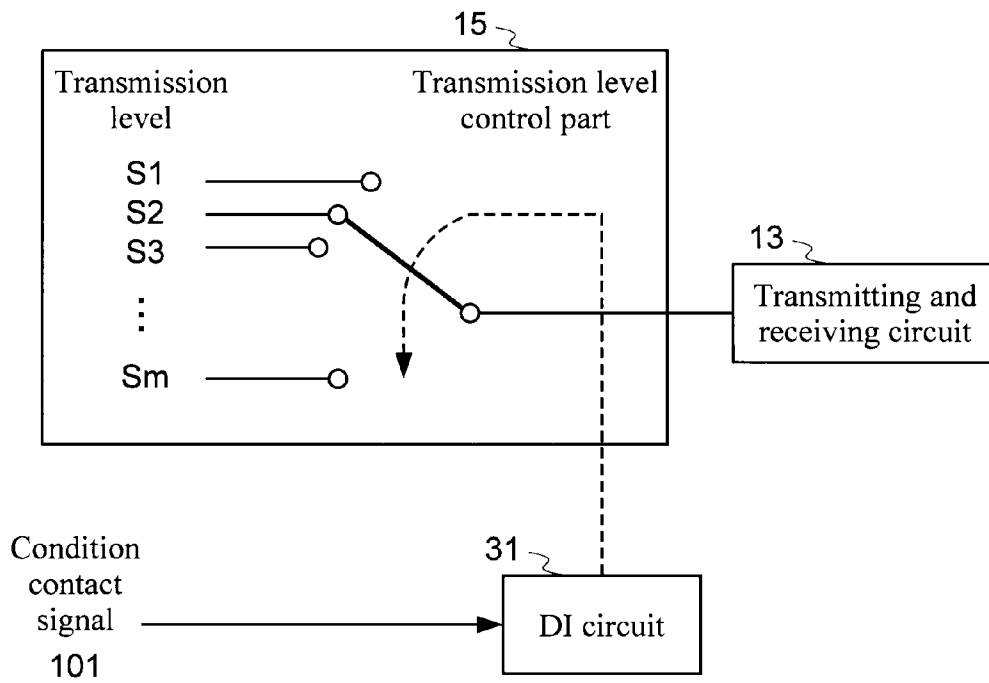 15
Transmission
level
Transmission level
control part
S1
S2
S3
⋮
Sm
13
Transmitting and
receiving circuit
Condition
contact
signal
101
31
DI circuit